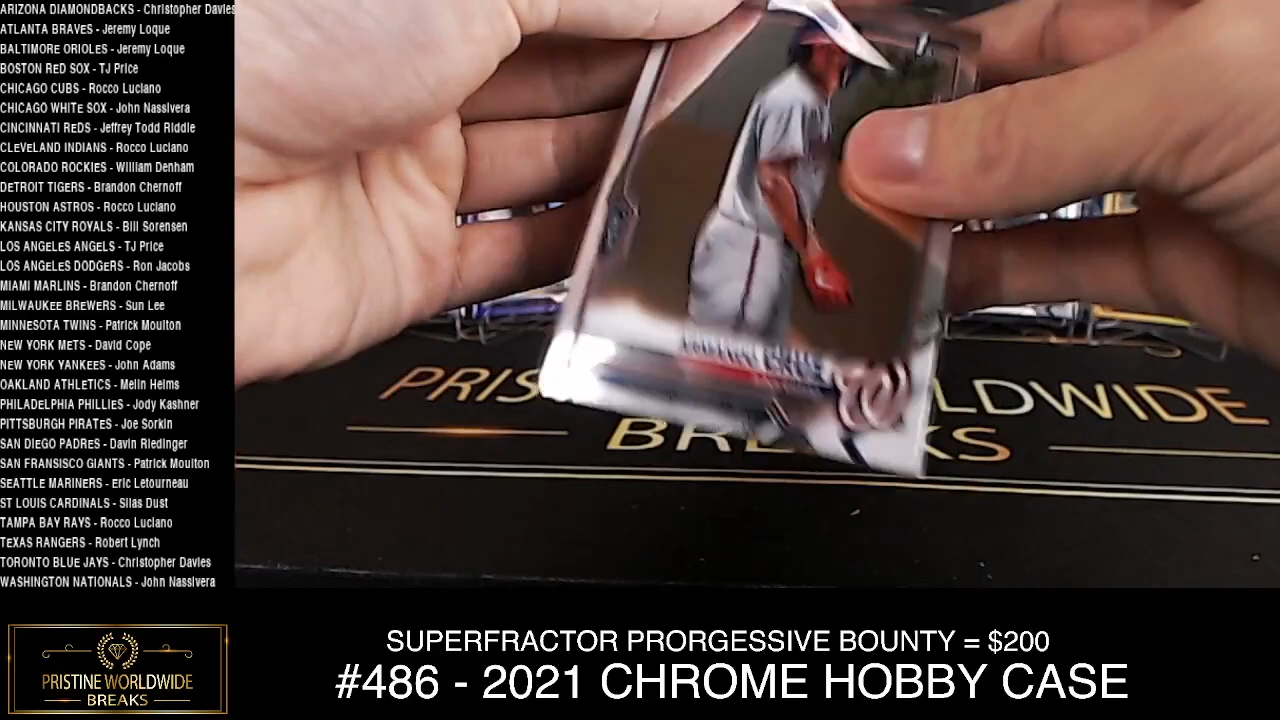 ARIZONA DIAMONDBACKS - Christopher Davies
ATLANTA BRAVES - Jeremy Loque
BALTIMORE ORIOLES - Jeremy Loque
BOSTON RED SOX - TJ Price
CHICAGO CUBS - Rocco Luciano
CHICAGO WHITE SOX - John Nassivera
CINCINNATI REDS - Jeffrey Todd Riddle
CLEVELAND INDIANS - Rocco Luciano
COLORADO ROCKIES - William Denham
DETROIT TIGERS - Brandon Chernoff
HOUSTON ASTROS - Rocco Luciano
KANSAS CITY ROYALS - Bill Sorensen
LOS ANGELES ANGELS - TJ Price
LOS ANGELES DODGERS - Ron Jacobs
MIAMI MARLINS - Brandon Chernoff
MILWAUKEE BREWERS - Sun Lee
MINNESOTA TWINS - Patrick Moulton
NEW YORK METS - David Cope
NEW YORK YANKEES - John Adams
OAKLAND ATHLETICS - Melin Helms
PHILADELPHIA PHILLIES - Jody Kashner
PITTSBURGH PIRATES - Joe Sorkin
SAN DIEGO PADRES - Davin Riedinger
SAN FRANSISCO GIANTS - Patrick Moulton
SEATTLE MARINERS - Eric Letourneau
ST LOUIS CARDINALS - Silas Dust
TAMPA BAY RAYS - Rocco Luciano
TEXAS RANGERS - Robert Lynch
TORONTO BLUE JAYS - Christopher Davies
WASHINGTON NATIONALS - John Nassivera
PRIS LDWIDE
BRE KS
SUPERFRACTOR PRORGESSIVE BOUNTY = $200
#486 - 2021 CHROME HOBBY CASE
PRISTINE WORLDWIDE
BREAKS